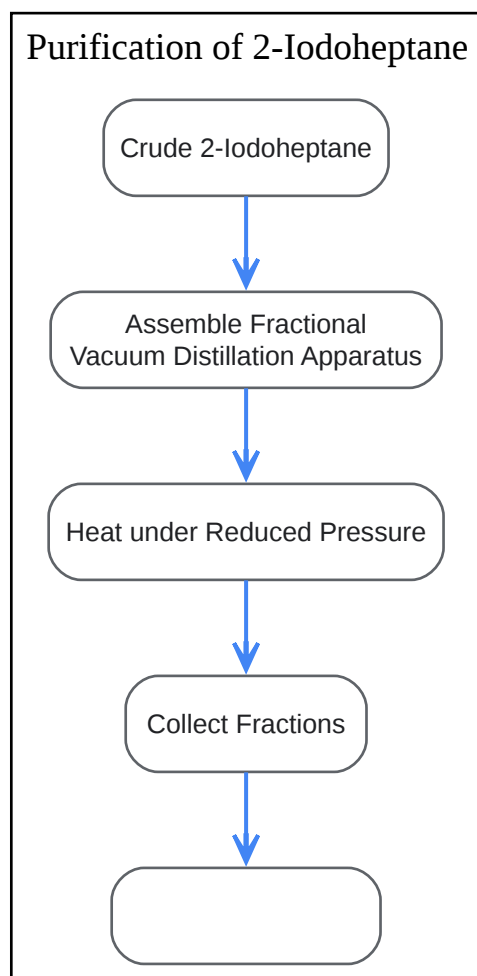 Purification of 2-Iodoheptane
Crude 2-Iodoheptane
Assemble Fractional
Vacuum Distillation Apparatus
Heat under Reduced Pressure
Collect Fractions